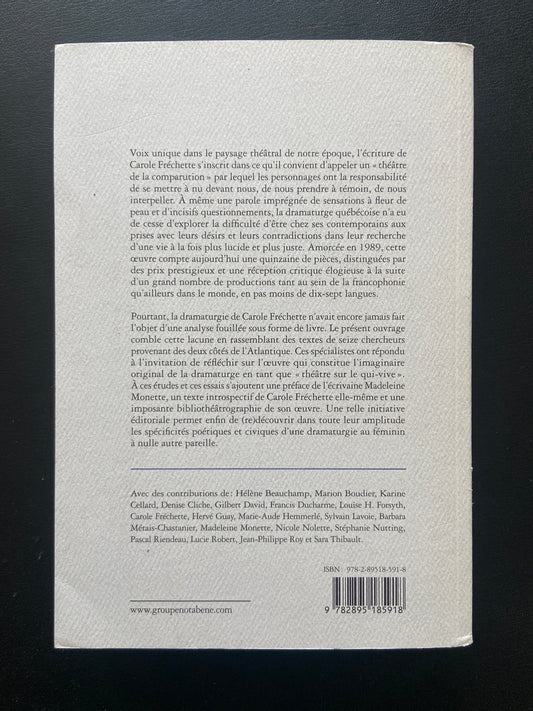 Voix unique dans le paysage théâtral de notre époque, l'écriture de
Carole Fréchette s'inscrit dans ce qu'il convient d'appeler un « théâtre
de la comparution » par lequel les personnages ont la responsabilité
de se mettre à nu devant nous, de nous prendre à témoin, de nous
interpeller. À même une parole imprégnée de sensations à fleur de
peau et d'incisifs questionnements, la dramaturge québécoise n'a eu
de cesse d'explorer la difficulté d'être chez ses contemporains aux
prises avec leurs désirs et leurs contradictions dans leur recherche
d'une vie à la fois plus lucide et plus juste. Amorcée en 1989, cette
œuvre compte aujourd'hui une quinzaine de pièces, distinguées par
des prix prestigieux et une réception critique élogieuse à la suite
d'un grand nombre de productions tant au sein de la francophonie
qu'ailleurs dans le monde, en pas moins de dix-sept langues.
Pourtant, la dramaturgie de Carole Fréchette n'avait encore jamais fait
l'objet d'une analyse fouillée sous forme de livre. Le présent ouvrage
comble cette lacune en rassemblant des textes de seize chercheurs
provenant des deux côtés de l'Atlantique. Ces spécialistes ont répondu
à l'invitation de réfléchir sur l'œuvre qui constitue l'imaginaire
original de la dramaturge en tant que « théâtre sur le qui-vive ».
À ces études et ces essais s'ajoutent une préface de l'écrivaine Madeleine
Monette, un texte introspectif de Carole Fréchette elle-même et une
imposante bibliothéâtrographie de son œuvre. Une telle initiative
éditoriale permet enfin de (re)découvrir dans toute leur amplitude
les spécificités poétiques et civiques d'une dramaturgie au féminin
à nulle autre pareille.
Avec des contributions de : Hélène Beauchamp, Marion Boudier, Karine
Cellard, Denise Cliche, Gilbert David, Francis Ducharme, Louise H. Forsyth,
Carole Fréchette, Hervé Guay, Marie-Aude Hemmerlé, Sylvain Lavoie, Barbara
Métais-Chastanier, Madeleine Monette, Nicole Nolette, Stéphanie Nutting,
Pascal Riendeau, Lucie Robert, Jean-Philippe Roy et Sara Thibault.
ISBN : 978-2-89518-591-8
www.groupenotabene.com
9 782895 185918